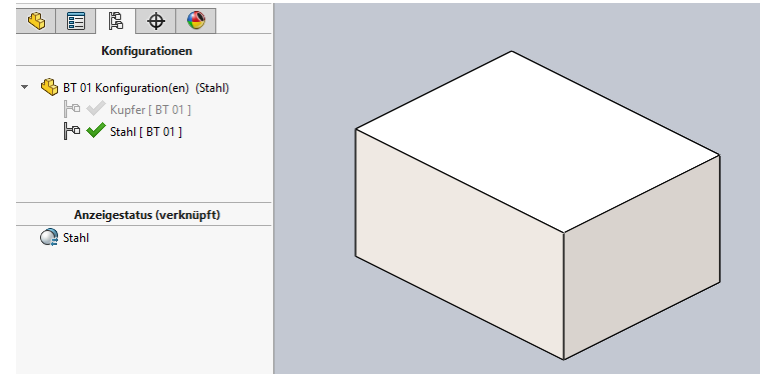 Konfigurationen
BT 01 Konfiguration(en) (Stahl)
Kupfer [ BT 01 ]
Stahl [ BT 01 ]
Anzeigestatus (verknüpft)
Stahl